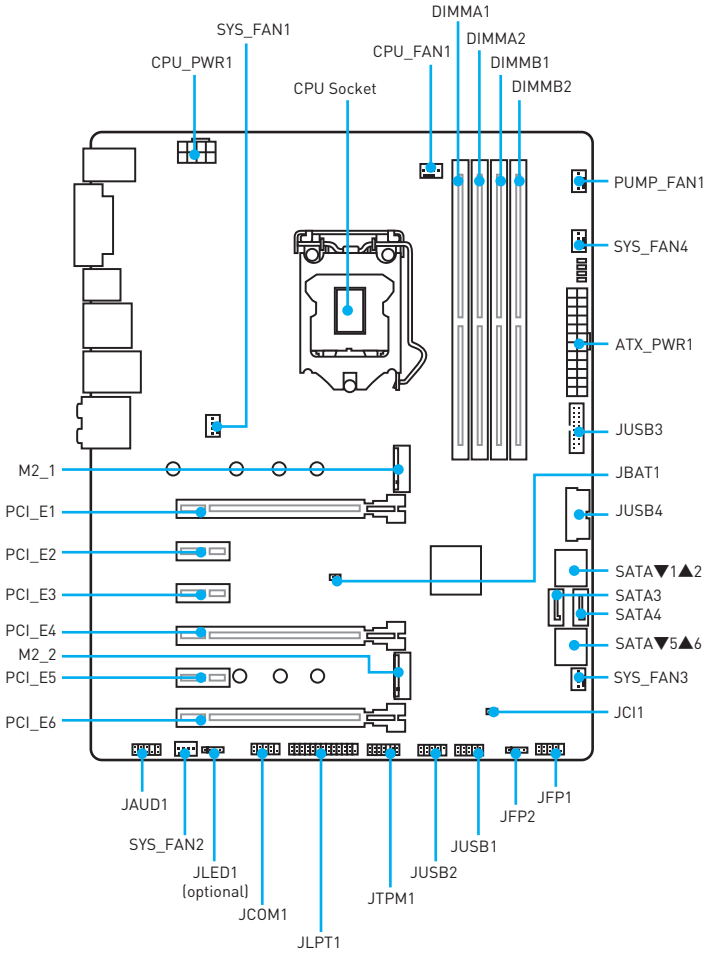 DIMMA1
SYS_FAN1
DIMMA2
CPU_FAN1
CPU_PWR1
DIMMB1
CPU Socket
DIMMB2
PUMP_FAN1
SYS_FAN4
ATX_PWR1
JUSB3
M2_1
JBAT1
PCI_E1
JUSB4
PCI_E2
SATA▼1▲2
PCI_E3
SATA3
SATA4
PCI_E4
SATA▼5▲6
M2_2
PCI_E5
SYS_FAN3
JCI1
PCI_E6
JAUD1
JFP1
JFP2
SYS_FAN2
JUSB1
JLED1
(optional)
JUSB2
JTPM1
JCOM1
JLPT1